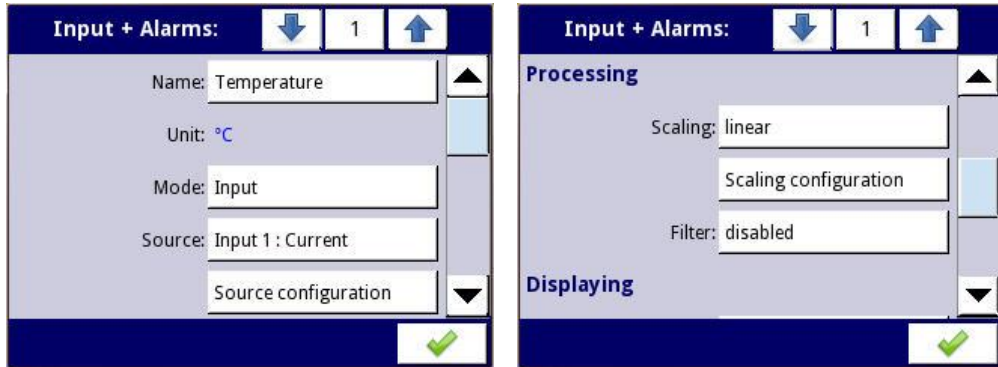 Input + Alarms:
1
Name: Temperature
Unit: °C
Mode: Input
Source: Input 1 : Current
Source configuration
Input + Alarms:
1
Processing
Scaling: linear
Scaling configuration
Filter: disabled
Displaying